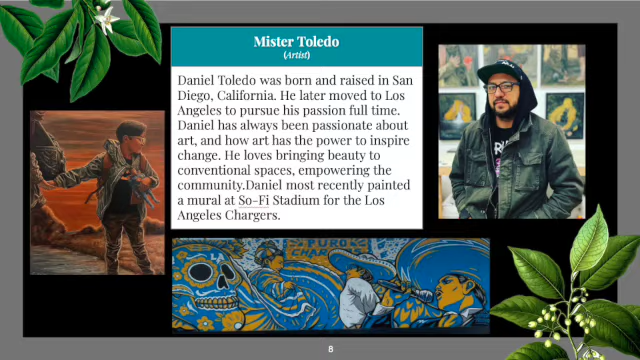 Mister Toledo
(Artist)
Daniel Toledo was born and raised in San
Diego, California. He later moved to Los
Angeles to pursue his passion full time.
Daniel has always been passionate about
art, and how art has the power to inspire
change. He loves bringing beauty to
conventional spaces, empowering the
community.Daniel most recently painted
a mural at So-Fi Stadium for the Los
Angeles Chargers.
LA
8